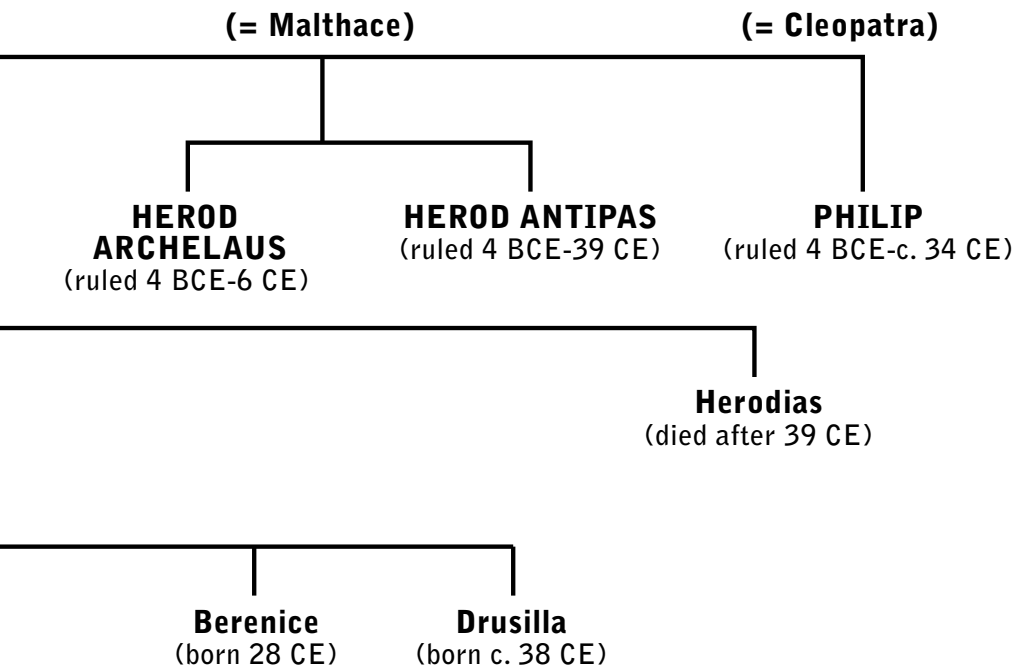 (= Malthace)
(= Cleopatra)
HEROD
ARCHELAUS
(ruled 4 BCE-6 CE)
HEROD ANTIPAS
(ruled 4 BCE-39 CE)
PHILIP
(ruled 4 BCE-c. 34 CE)
Herodias
(died after 39 CE)
Berenice
(born 28 CE)
Drusilla
(born c. 38 CE)